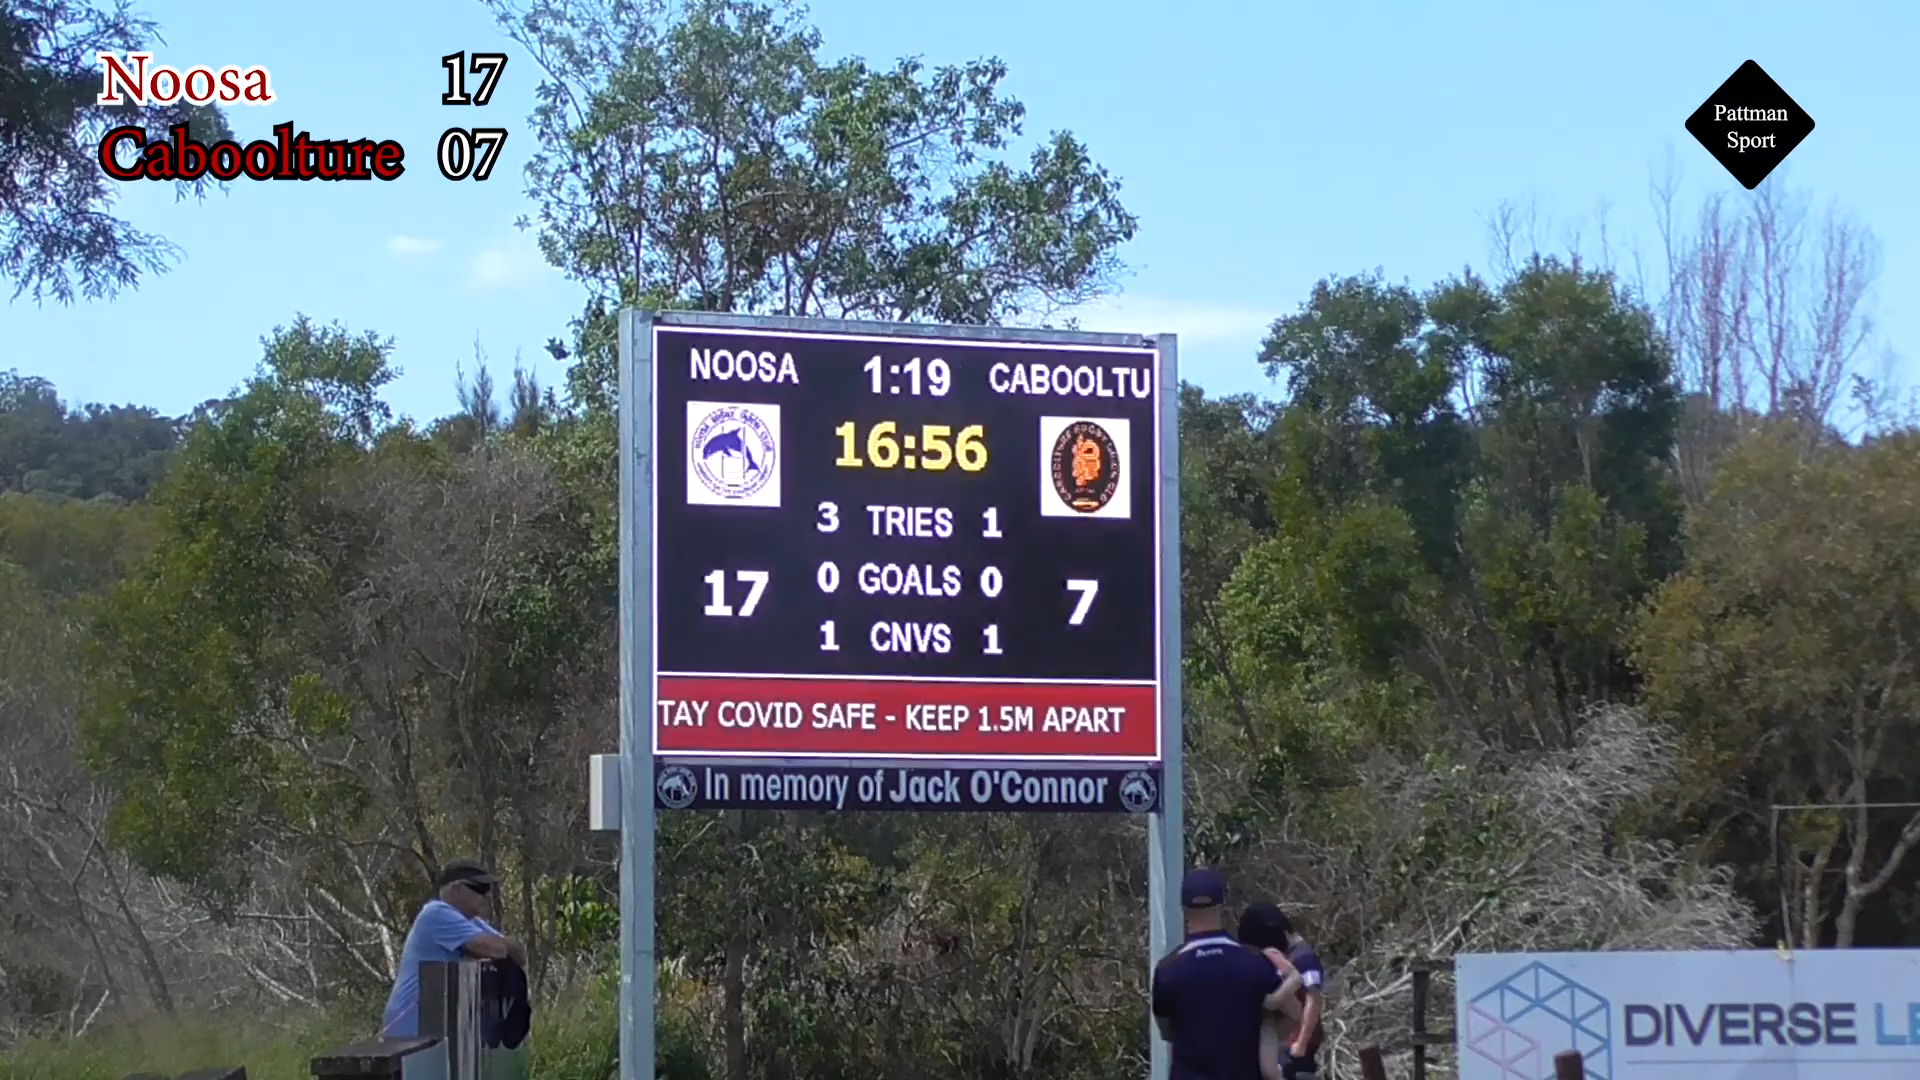 Noosa 17
Caboolture 07
Pattman
Sport
NOOSA 1:19 CABOOLTU
16:56
3 TRIES 1
17 0 GOALS 0 7
1 CNVS 1
TAY COVID SAFE - KEEP 1.5M APART
In memory of Jack O'Connor
DIVERSE LE